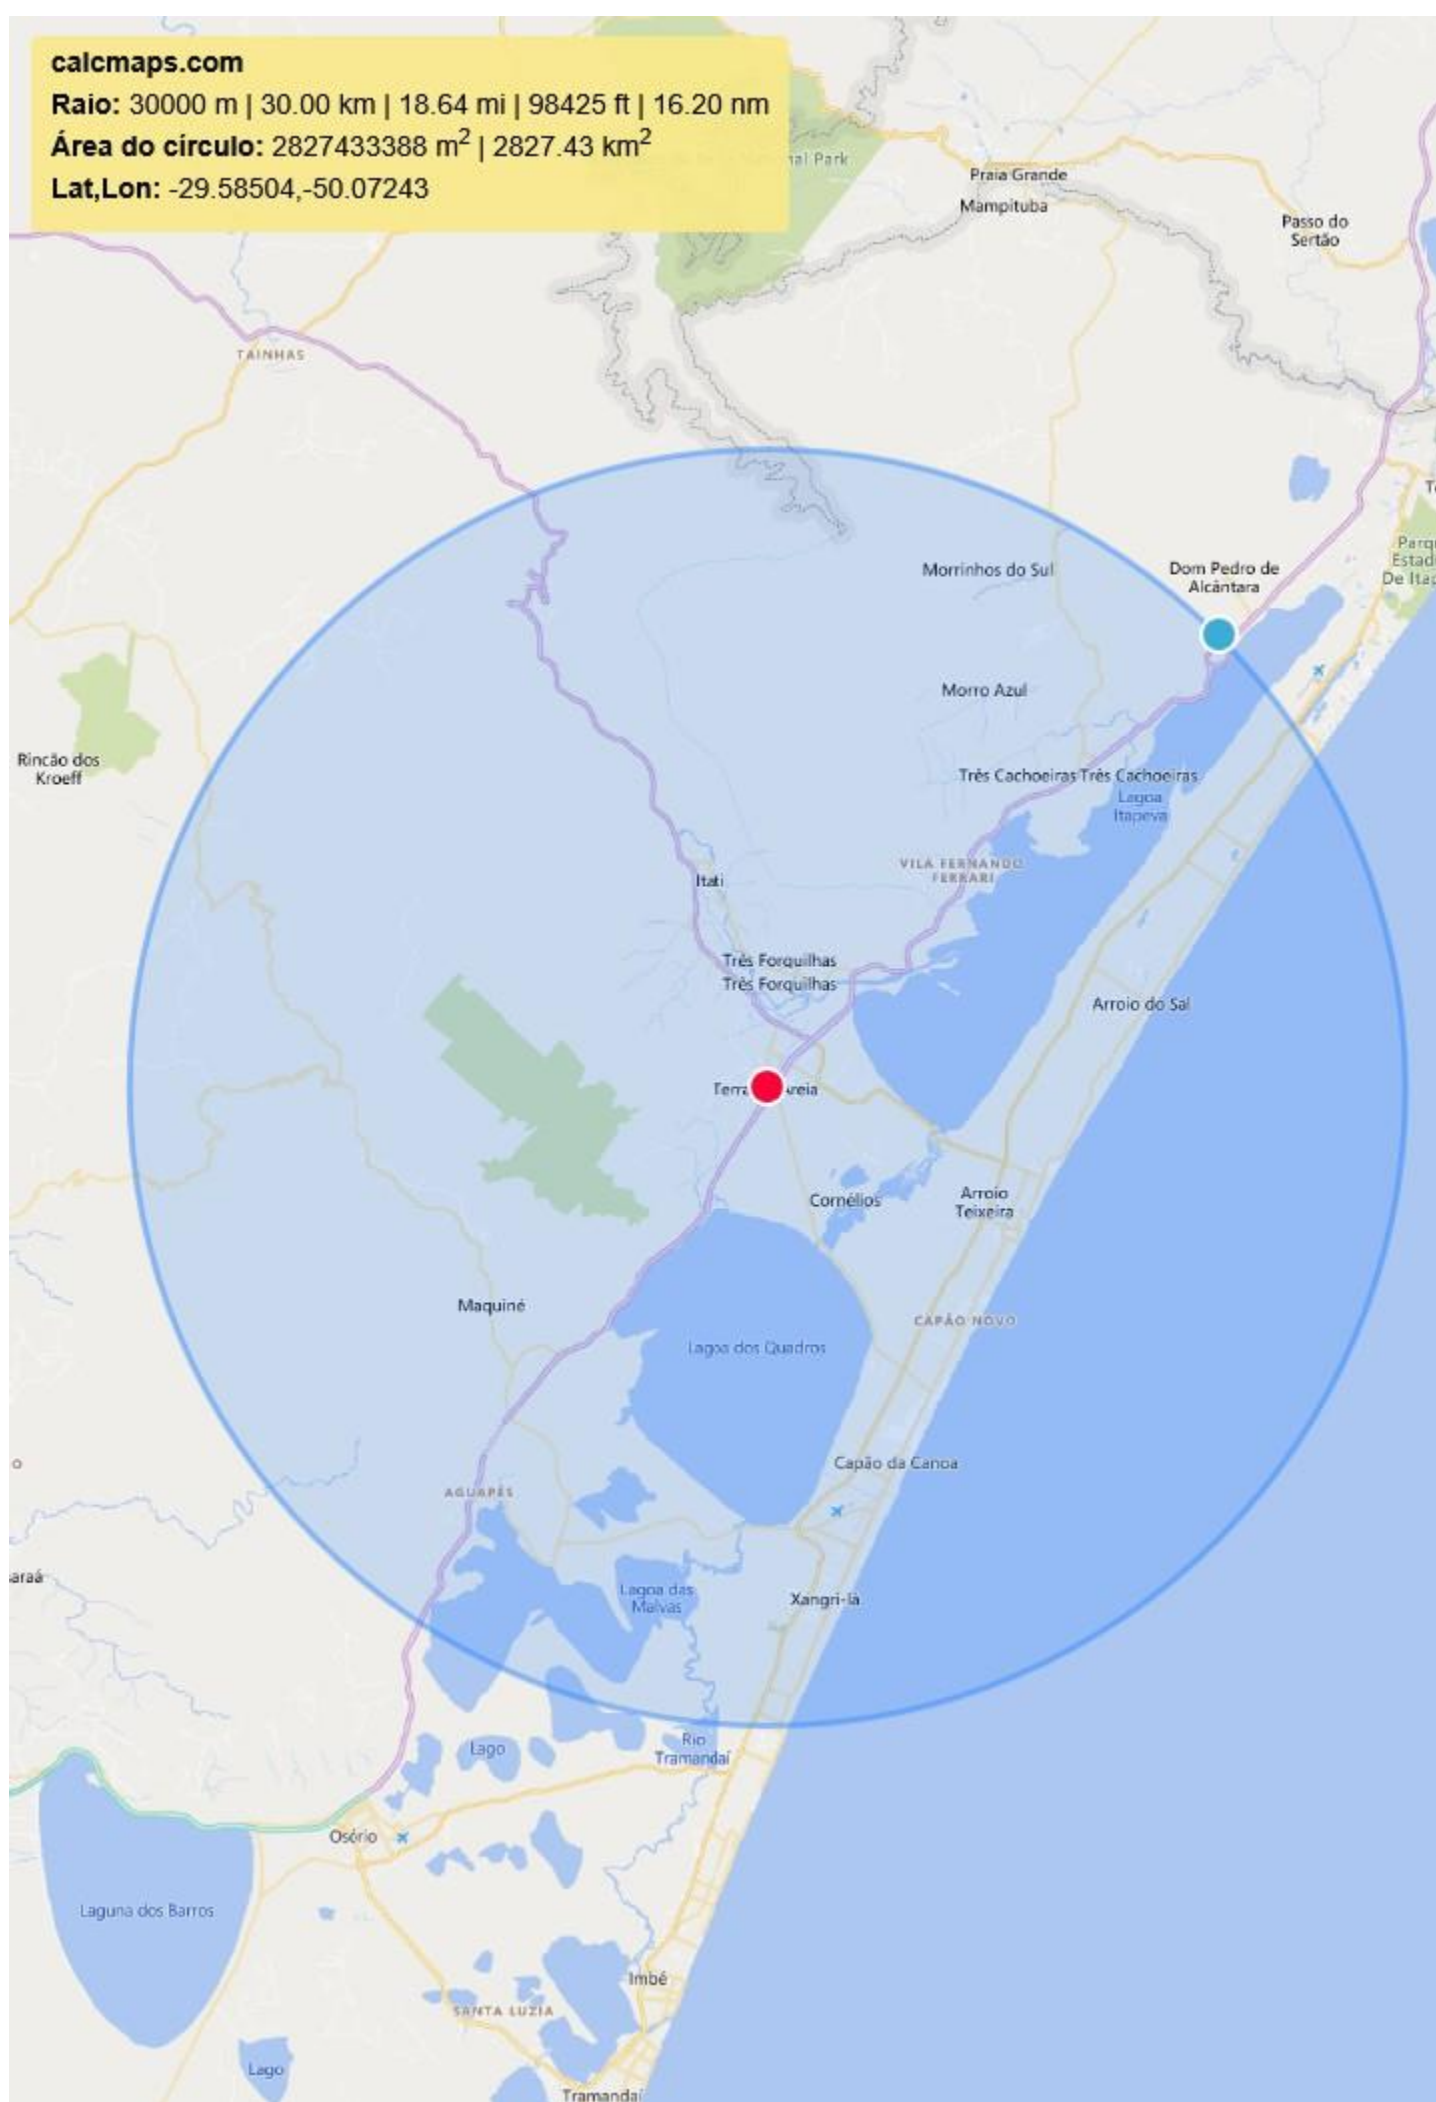 calcmaps.com
Raio: 30000 m | 30.00 km | 18.64 mi | 98425 ft | 16.20 nm
Área do círculo: 2827433388 m² | 2827.43 km²
Lat,Lon: -29.58504,-50.07243
Park
Praia Grande
Mampituba
Passo do
Sertão
TAINHAS
Morrinhos do Sul
Dom Pedro de
Alcântara
Morro Azul
Rincão dos
Kroeff
Três Cachoeiras Três Cachoeiras
Lagoa
Itapeva
VILA FERNANDO
FERRARI
Itati
Três Forquilhas
Três Forquilhas
Arroio do Sal
Cornélios
Arroio
Teixeira
Maquiné
CAPÃO NOVO
Lagoa dos Quadros
Capão da Canoa
AGUAPÉS
Lagoa das
Malvas
Xangri-lá
Rio
Tramandaí
Lago
Osório
Laguna dos Barros
Imbé
SANTA LUZIA
Lago
Tramandaí